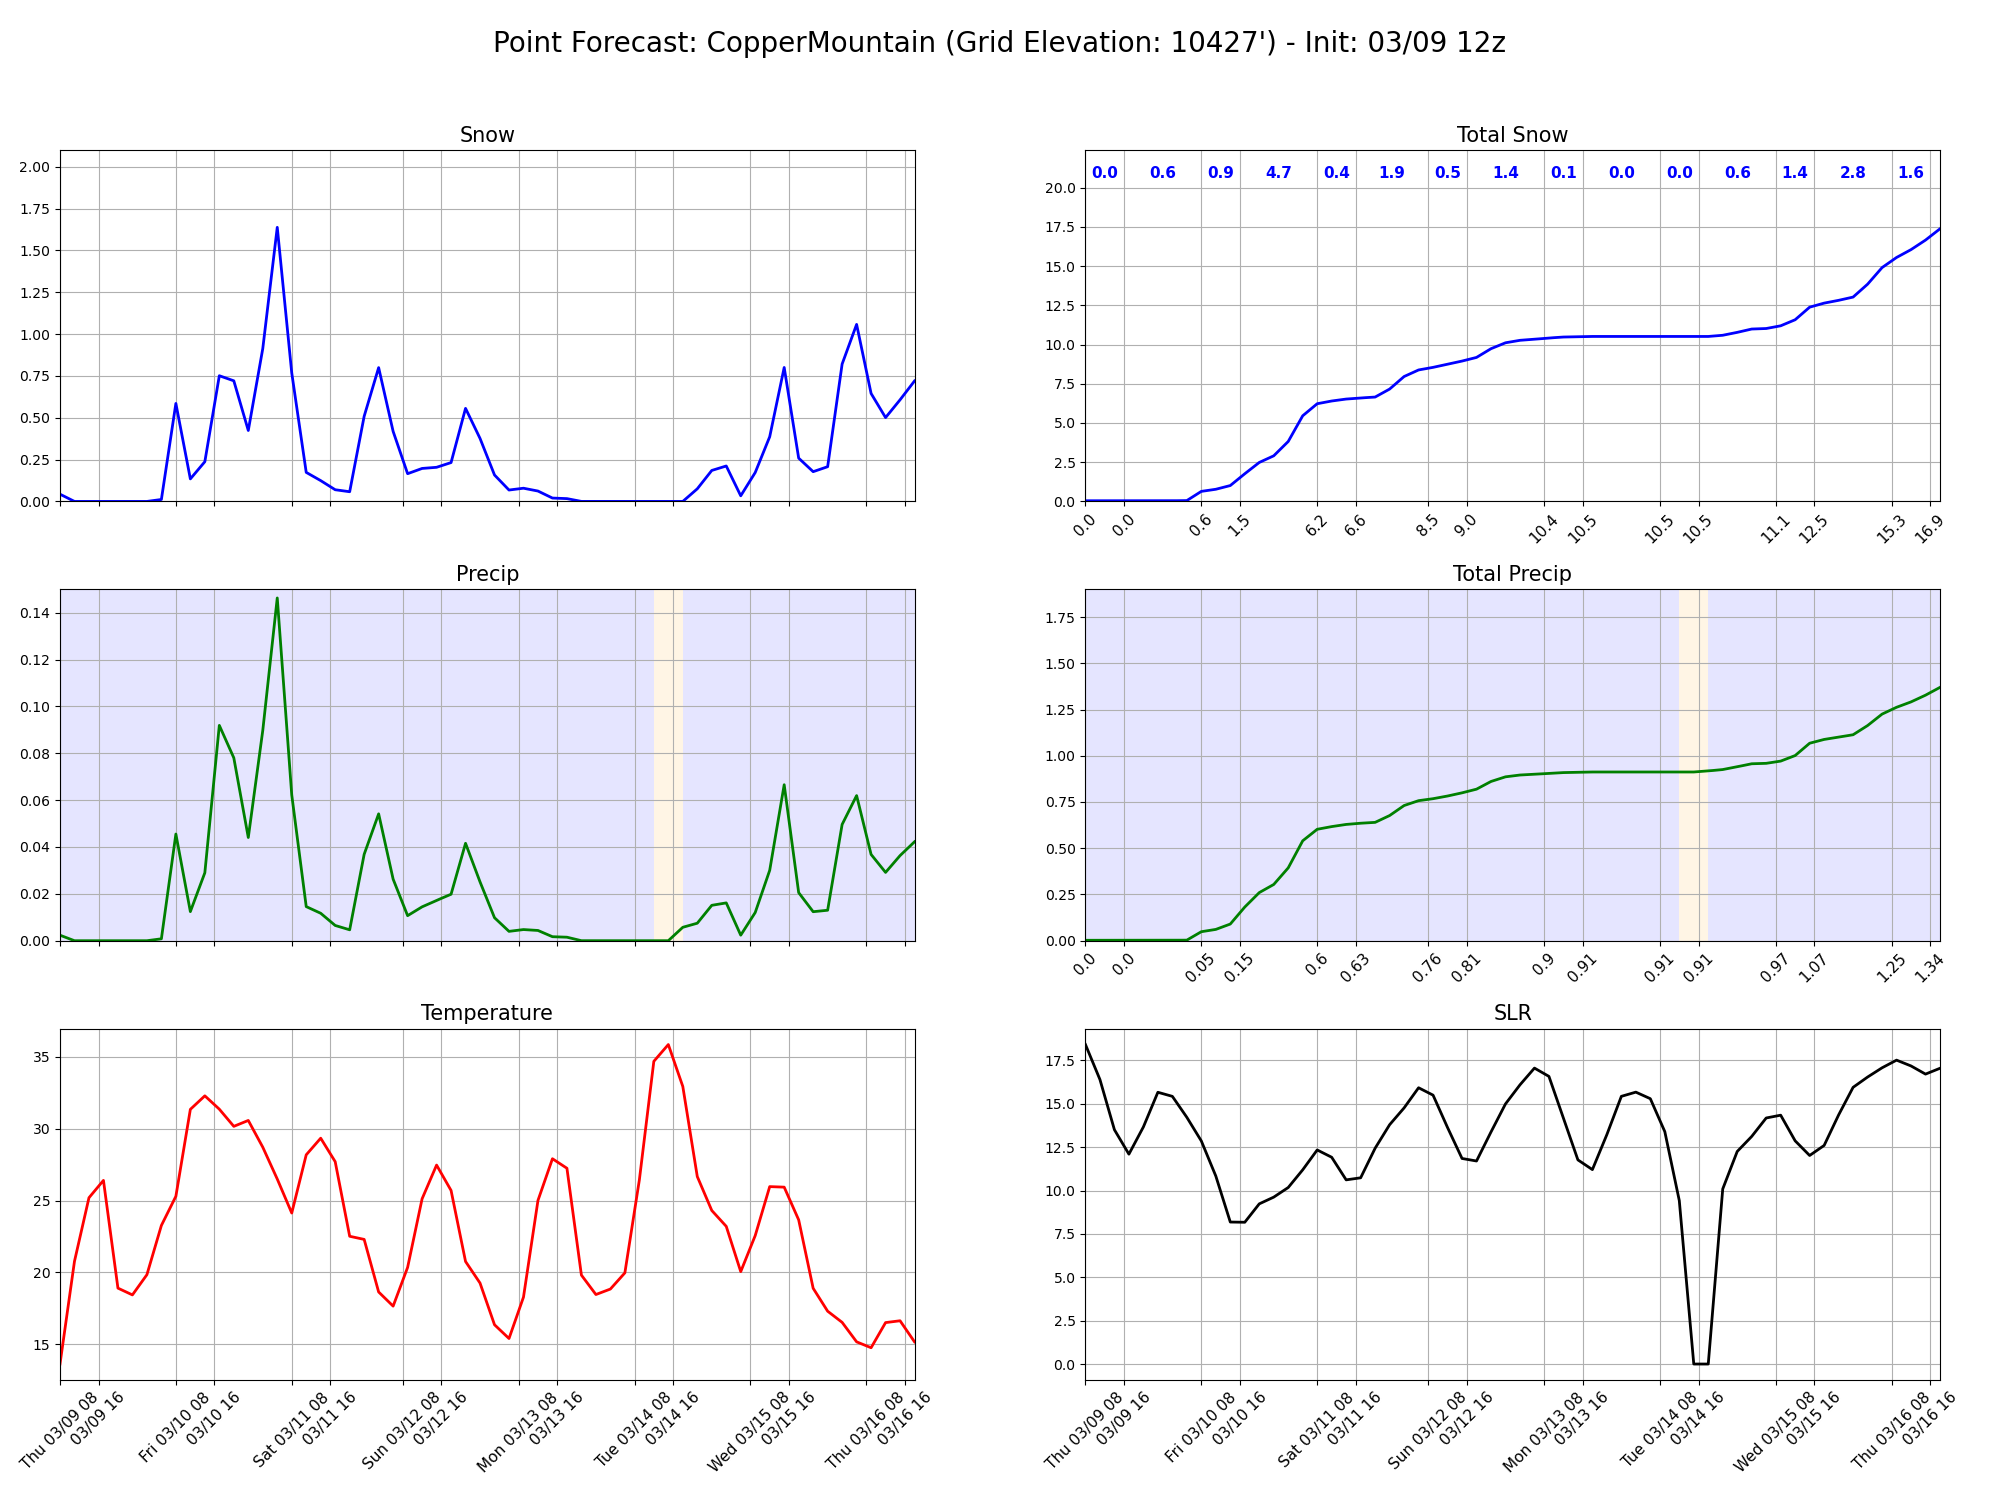 Point Forecast: CopperMountain (Grid Elevation: 10427') - Init: 03/09 12z
Snow
2.00
1.75
1.50
1.25
1.00
0.75
0.50
0.25
0.00
Total Snow
0.0 0.6 0.9 4.7 0.4 1.9 0.5 1.4 0.1 0.0 0.0 0.6 1.4 2.8 1.6
20.0
17.5
15.0
12.5
10.0
7.5
5.0
2.5
0.0
0.0 0.0 0.6 1.5 6.2 6.6 8.5 9.0 10.4 10.5 10.5 10.5 11.1 12.5 15.3 16.9
Precip
0.14
0.12
0.10
0.08
0.06
0.04
0.02
0.00
Total Precip
1.75
1.50
1.25
1.00
0.75
0.50
0.25
0.00
0.0 0.0 0.05 0.15 0.6 0.63 0.76 0.81 0.9 0.91 0.91 0.91 0.97 1.07 1.25 1.34
Temperature
35
30
25
20
15
Thu 03/09 08
03/09 16
Fri 03/10 08
03/10 16
Sat 03/11 08
03/11 16
Sun 03/12 08
03/12 16
Mon 03/13 08
03/13 16
Tue 03/14 08
03/14 16
Wed 03/15 08
03/15 16
Thu 03/16 08
03/16 16
SLR
17.5
15.0
12.5
10.0
7.5
5.0
2.5
0.0
Thu 03/09 08
03/09 16
Fri 03/10 08
03/10 16
Sat 03/11 08
03/11 16
Sun 03/12 08
03/12 16
Mon 03/13 08
03/13 16
Tue 03/14 08
03/14 16
Wed 03/15 08
03/15 16
Thu 03/16 08
03/16 16